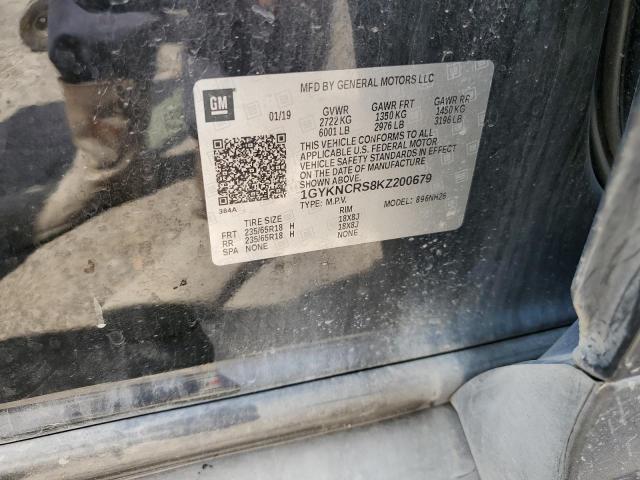 MFD BY GENERAL MOTORS LLC
GM
01/19 GVWR GAWR FRT GAWR RR
2722 KG 1350 KG 1450 KG
6001 LB 2976 LB 3196 LB
THIS VEHICLE CONFORMS TO ALL
APPLICABLE U.S. FEDERAL MOTOR
VEHICLE SAFETY STANDARDS IN EFFECT
ON THE DATE OF MANUFACTURE
SHOWN ABOVE.
1GYKNCRS8KZ200679
TYPE: M.P.V. MODEL: 6NH26
384A
TIRE SIZE RIM
FRT 235/65R18 H 18X8J
RR 235/65R18 H 18X8J
SPA NONE NONE